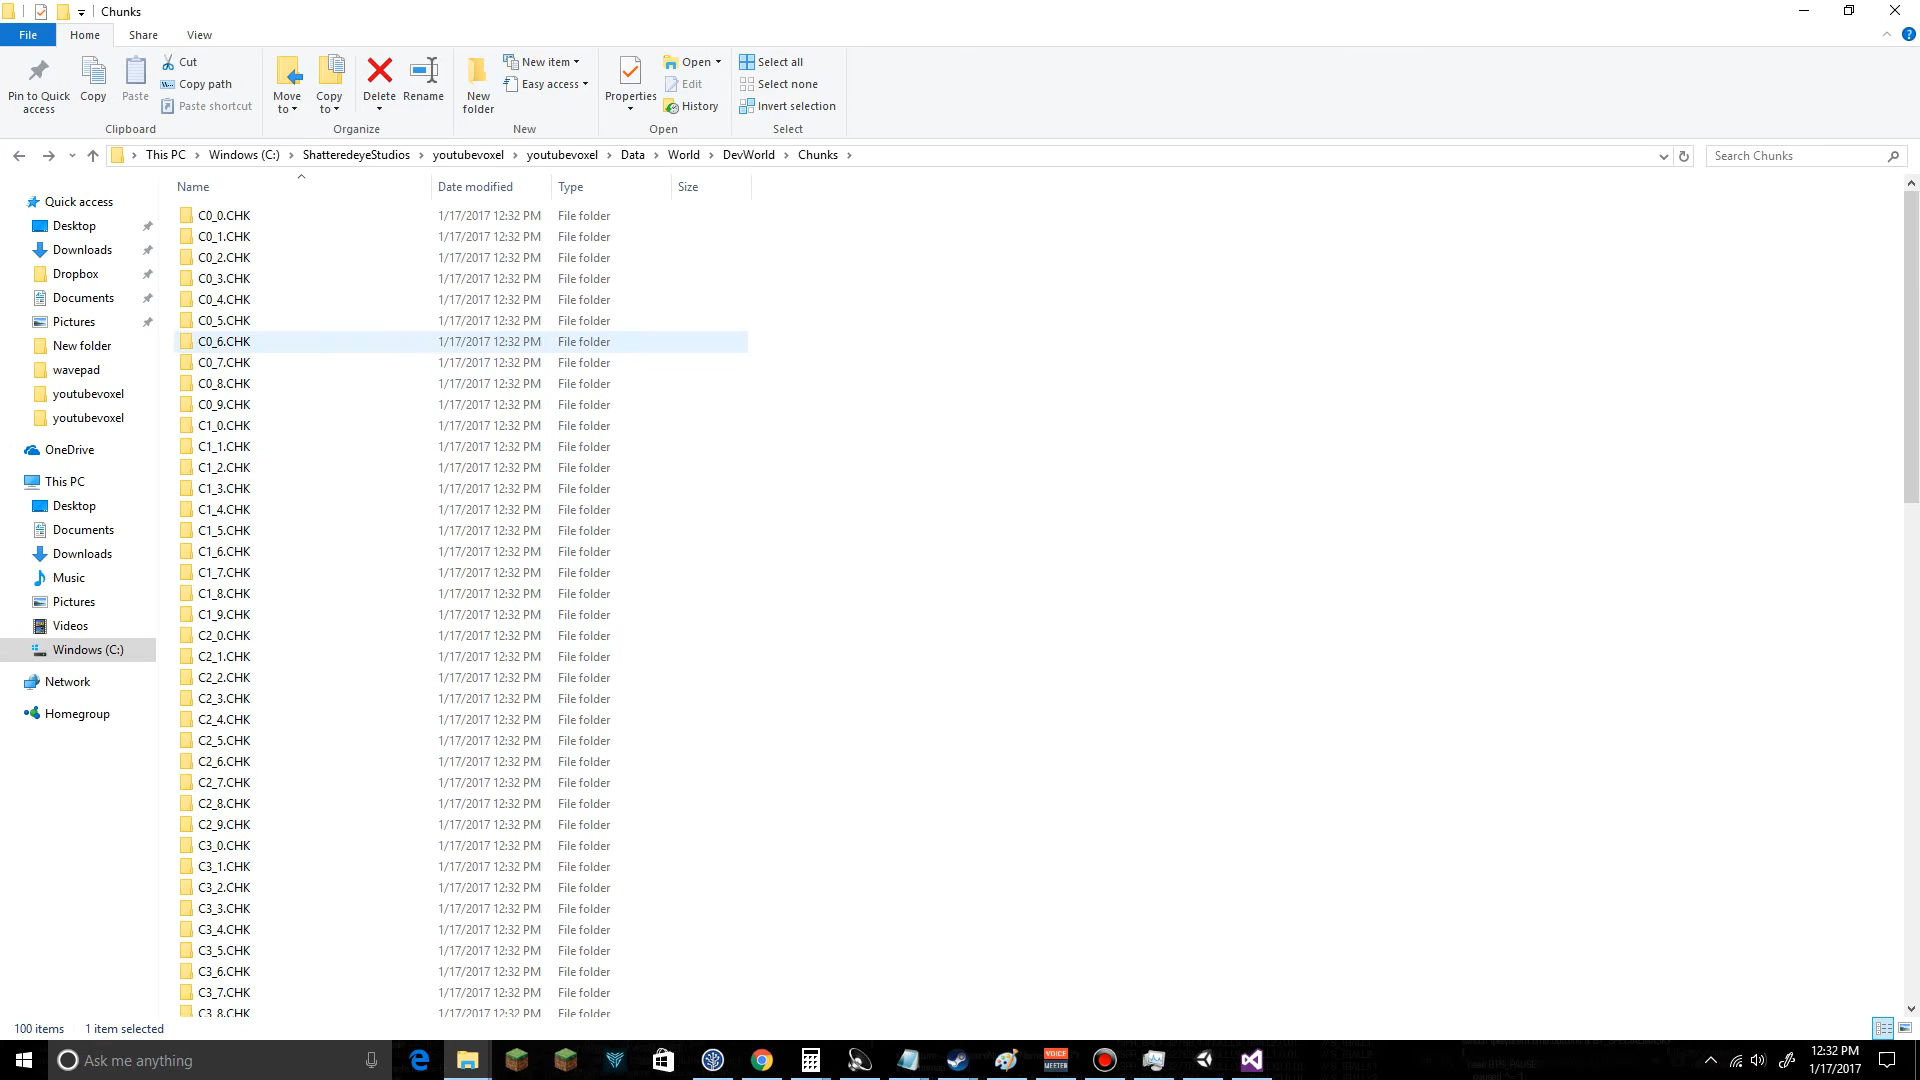 Chunks
File Home Share View
Pin to Quick access
Copy
Paste
Cut
Copy path
Paste shortcut
Clipboard
Move to
Copy to
Delete
Rename
Organize
New folder
New item
Easy access
New
Properties
Open
Edit
History
Open
Select all
Select none
Invert selection
Select
This PC Windows (C:) ShatteredeyeStudios youtubevoxel youtubevoxel Data World DevWorld Chunks
Search Chunks
Quick access
Desktop
Downloads
Dropbox
Documents
Pictures
New folder
wavepad
youtubevoxel
youtubevoxel
OneDrive
This PC
Desktop
Documents
Downloads
Music
Pictures
Videos
Windows (C:)
Network
Homegroup
Name Date modified Type Size
C0_0.CHK 1/17/2017 12:32 PM File folder
C0_1.CHK 1/17/2017 12:32 PM File folder
C0_2.CHK 1/17/2017 12:32 PM File folder
C0_3.CHK 1/17/2017 12:32 PM File folder
C0_4.CHK 1/17/2017 12:32 PM File folder
C0_5.CHK 1/17/2017 12:32 PM File folder
C0_6.CHK 1/17/2017 12:32 PM File folder
C0_7.CHK 1/17/2017 12:32 PM File folder
C0_8.CHK 1/17/2017 12:32 PM File folder
C0_9.CHK 1/17/2017 12:32 PM File folder
C1_0.CHK 1/17/2017 12:32 PM File folder
C1_1.CHK 1/17/2017 12:32 PM File folder
C1_2.CHK 1/17/2017 12:32 PM File folder
C1_3.CHK 1/17/2017 12:32 PM File folder
C1_4.CHK 1/17/2017 12:32 PM File folder
C1_5.CHK 1/17/2017 12:32 PM File folder
C1_6.CHK 1/17/2017 12:32 PM File folder
C1_7.CHK 1/17/2017 12:32 PM File folder
C1_8.CHK 1/17/2017 12:32 PM File folder
C1_9.CHK 1/17/2017 12:32 PM File folder
C2_0.CHK 1/17/2017 12:32 PM File folder
C2_1.CHK 1/17/2017 12:32 PM File folder
C2_2.CHK 1/17/2017 12:32 PM File folder
C2_3.CHK 1/17/2017 12:32 PM File folder
C2_4.CHK 1/17/2017 12:32 PM File folder
C2_5.CHK 1/17/2017 12:32 PM File folder
C2_6.CHK 1/17/2017 12:32 PM File folder
C2_7.CHK 1/17/2017 12:32 PM File folder
C2_8.CHK 1/17/2017 12:32 PM File folder
C2_9.CHK 1/17/2017 12:32 PM File folder
C3_0.CHK 1/17/2017 12:32 PM File folder
C3_1.CHK 1/17/2017 12:32 PM File folder
C3_2.CHK 1/17/2017 12:32 PM File folder
C3_3.CHK 1/17/2017 12:32 PM File folder
C3_4.CHK 1/17/2017 12:32 PM File folder
C3_5.CHK 1/17/2017 12:32 PM File folder
C3_6.CHK 1/17/2017 12:32 PM File folder
C3_7.CHK 1/17/2017 12:32 PM File folder
C3_8.CHK 1/17/2017 12:32 PM File folder
100 items 1 item selected
Ask me anything
VOICE MEETER
12:32 PM
1/17/2017